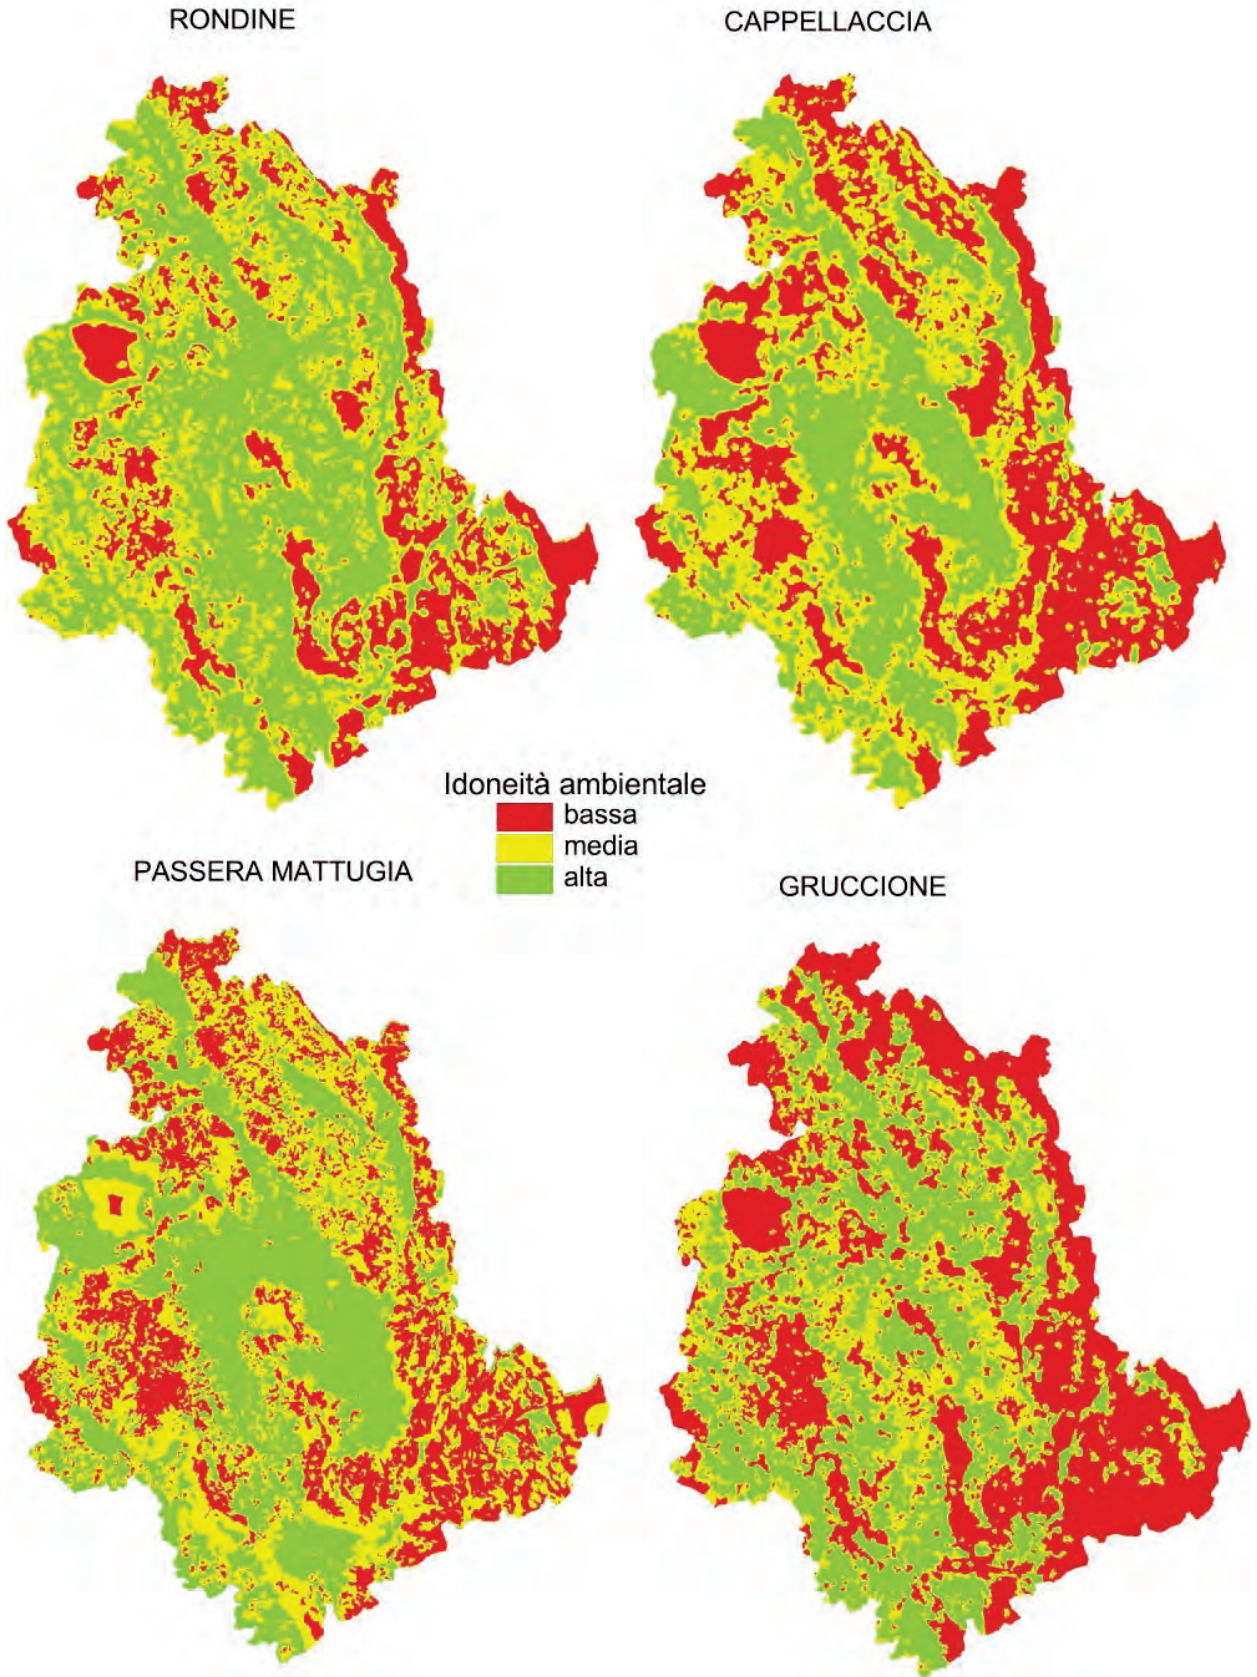 RONDINE
CAPPELLACCIA
Idoneità ambientale
bassa
media
alta
PASSERA MATTUGIA
GRUCCIONE